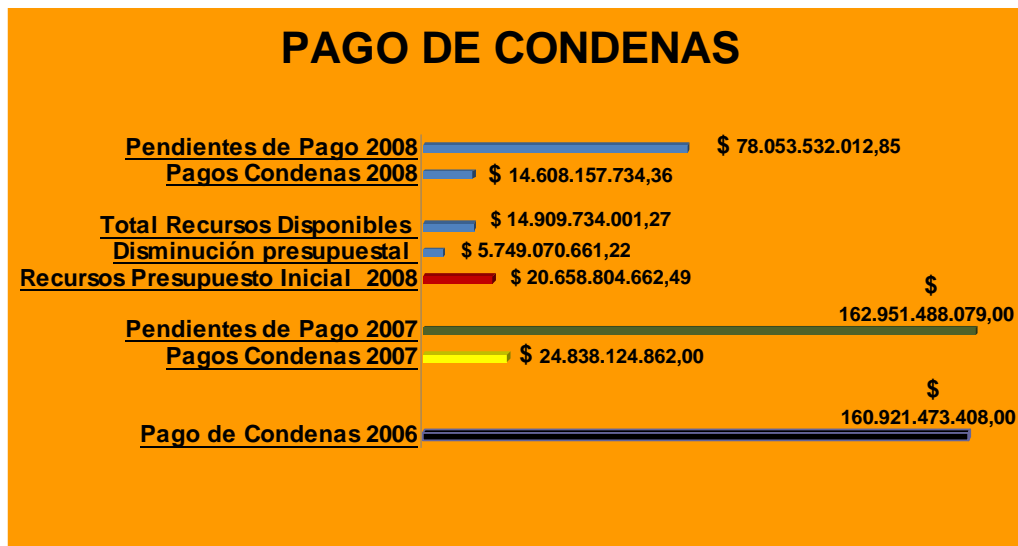 PAGO DE CONDENAS
Pendientes de Pago 2008 $ 78.053.532.012,85
Pagos Condenas 2008 $ 14.608.157.734,36
Total Recursos Disponibles $ 14.909.734.001,27
Disminución presupuestal $ 5.749.070.661,22
Recursos Presupuesto Inicial 2008 $ 20.658.804.662,49
$
162.951.488.079,00
Pendientes de Pago 2007
Pagos Condenas 2007 $ 24.838.124.862,00
$
160.921.473.408,00
Pago de Condenas 2006